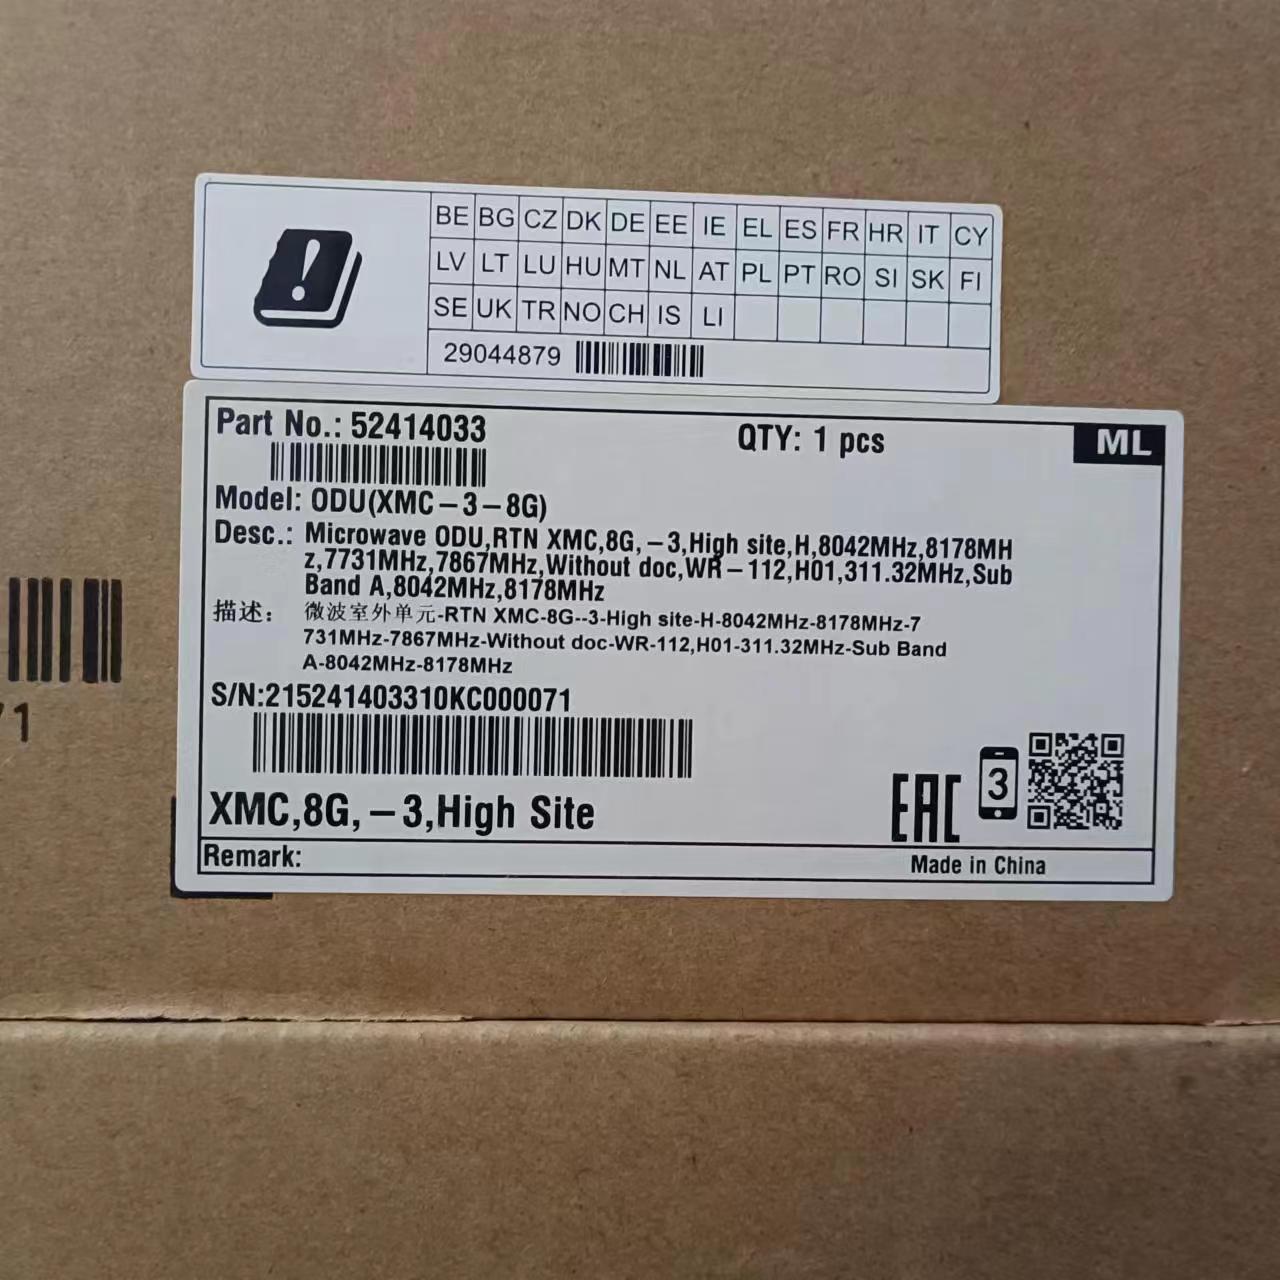 BE BG CZ DK DE EE IE EL ES FR HR IT CY
LV LT LU HU MT NL AT PL PT RO SI SK FI
SE UK TR NO CH IS LI
29044879
Part No.: 52414033
QTY: 1 pcs
ML
Model: ODU(XMC-3-8G)
Desc.: Microwave ODU,RTN XMC,8G,-3,High site,H,8042MHz,8178MH
z,7731MHz,7867MHz,Without doc,WR-112,H01,311.32MHz,Sub
Band A,8042MHz,8178MHz
描述: 微波室外单元-RTN XMC-8G--3-High site-H-8042MHz-8178MHz-7
731MHz-7867MHz-Without doc-WR-112,H01-311.32MHz-Sub Band
A-8042MHz-8178MHz
S/N:215241403310KC000071
71
XMC,8G,-3,High Site
EAC
3
Remark:
Made in China